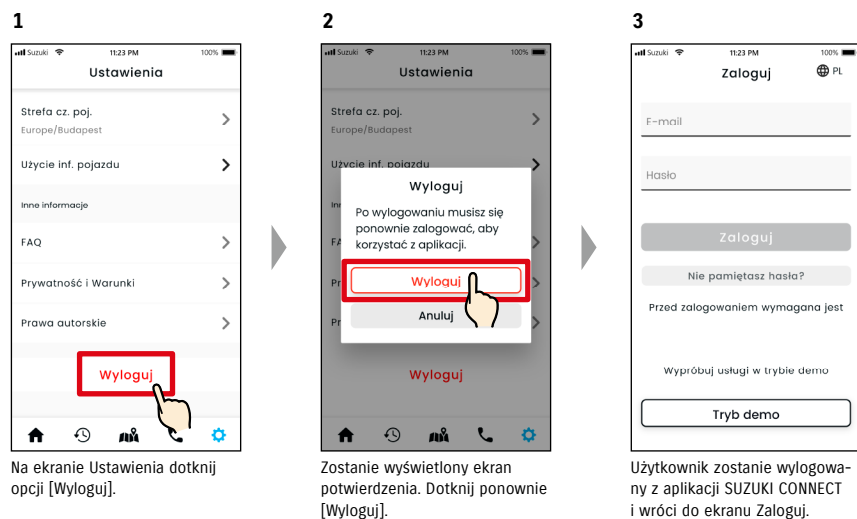 1
Suzuki 11:23 PM 100%
Ustawienia
Strefa cz. poj.
Europe/Budapest
Użycie inf. pojazdu
Inne informacje
FAQ
Prywatność i Warunki
Prawa autorskie
Wyloguj
Na ekranie Ustawienia dotknij
opcji [Wyloguj].
2
Suzuki 11:23 PM 100%
Ustawienia
Strefa cz. poj.
Europe/Budapest
Użycie inf. pojazdu
Wyloguj
Po wylogowaniu musisz się
ponownie zalogować, aby
korzystać z aplikacji.
Wyloguj
Anuluj
Wyloguj
Zostanie wyświetlony ekran
potwierdzenia. Dotknij ponownie
[Wyloguj].
3
Suzuki 11:23 PM 100%
Zaloguj PL
E-mail
Hasło
Zaloguj
Nie pamiętasz hasła?
Przed zalogowaniem wymagana jest
Wypróbuj usługi w trybie demo
Tryb demo
Użytkownik zostanie wylogowa-
ny z aplikacji SUZUKI CONNECT
i wróci do ekranu Zaloguj.